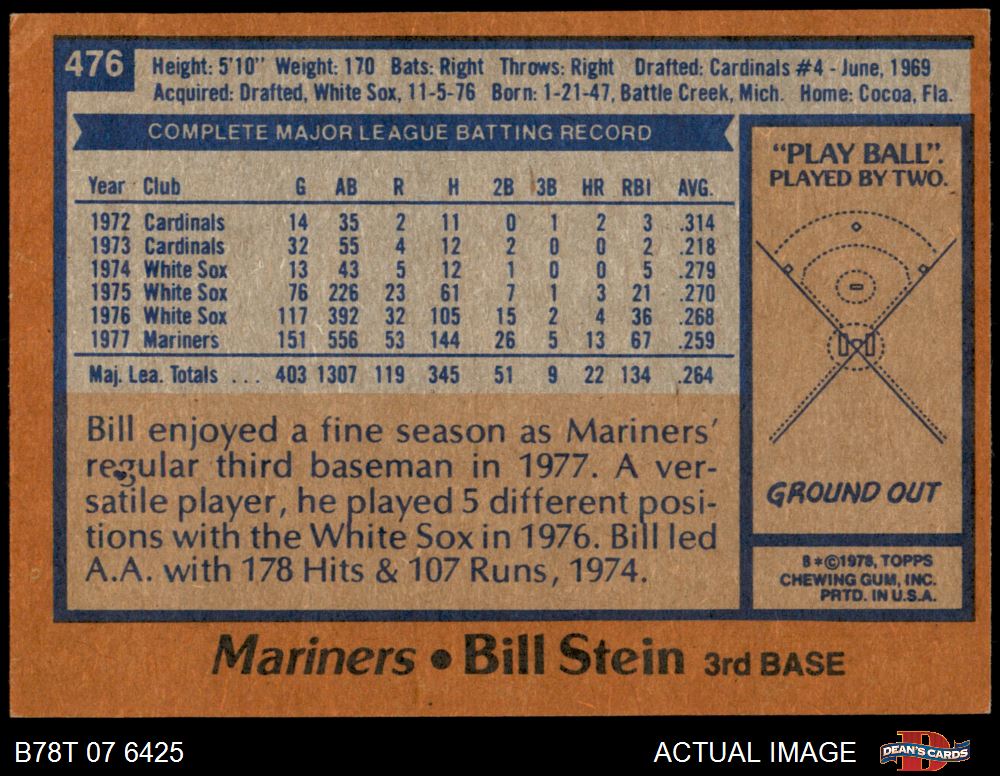 476
Height: 5'10" Weight: 170 Bats: Right Throws: Right Drafted: Cardinals #4 - June, 1969
Acquired: Drafted, White Sox, 11-5-76 Born: 1-21-47, Battle Creek, Mich. Home: Cocoa, Fla.
COMPLETE MAJOR LEAGUE BATTING RECORD
Year Club G AB R H 2B 3B HR RBI AVG.
1972 Cardinals 14 35 2 11 0 1 2 3 .314
1973 Cardinals 32 55 4 12 2 0 0 2 .218
1974 White Sox 13 43 5 12 1 0 0 5 .279
1975 White Sox 76 226 23 61 7 1 3 21 .270
1976 White Sox 117 392 32 105 15 2 4 36 .268
1977 Mariners 151 556 53 144 26 5 13 67 .259
Maj. Lea. Totals ... 403 1307 119 345 51 9 22 134 .264
Bill enjoyed a fine season as Mariners'
regular third baseman in 1977. A ver-
satile player, he played 5 different posi-
tions with the White Sox in 1976. Bill led
A.A. with 178 Hits & 107 Runs, 1974.
"PLAY BALL".
PLAYED BY TWO.
GROUND OUT
B*©1978, TOPPS
CHEWING GUM, INC.
PRTD. IN U.S.A.
Mariners • Bill Stein 3rd BASE
B78T 07 6425
ACTUAL IMAGE
D
DEAN'S CARDS